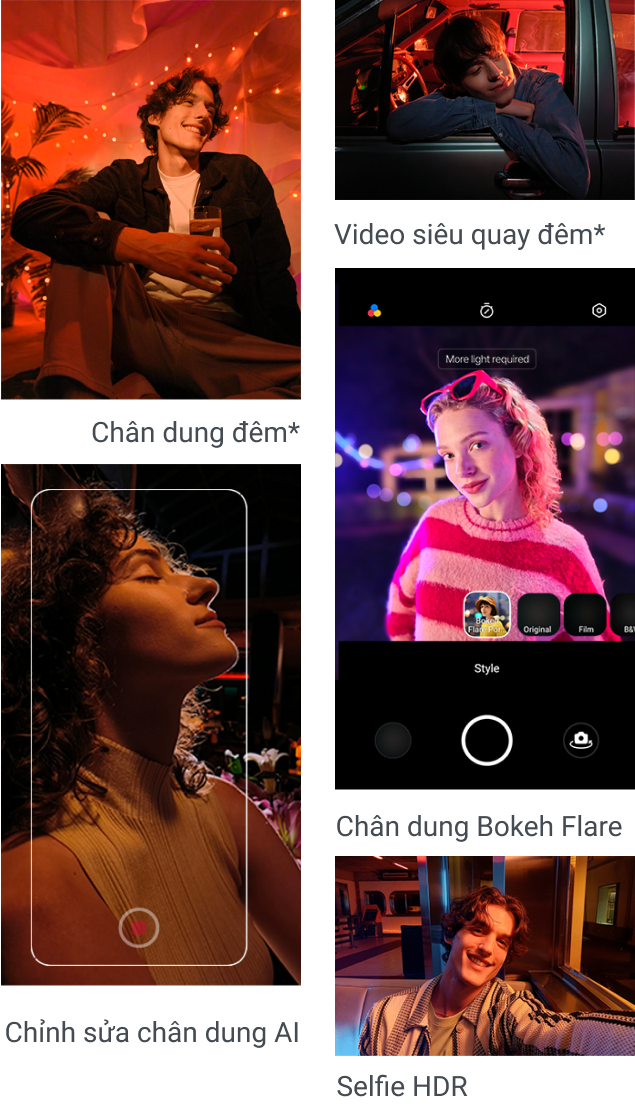 Chân dung đêm*
Chỉnh sửa chân dung AI
Video siêu quay đêm*
More light required
Bokeh
Flare Por
Original
Film
B&W
Style
Chân dung Bokeh Flare
Selfie HDR